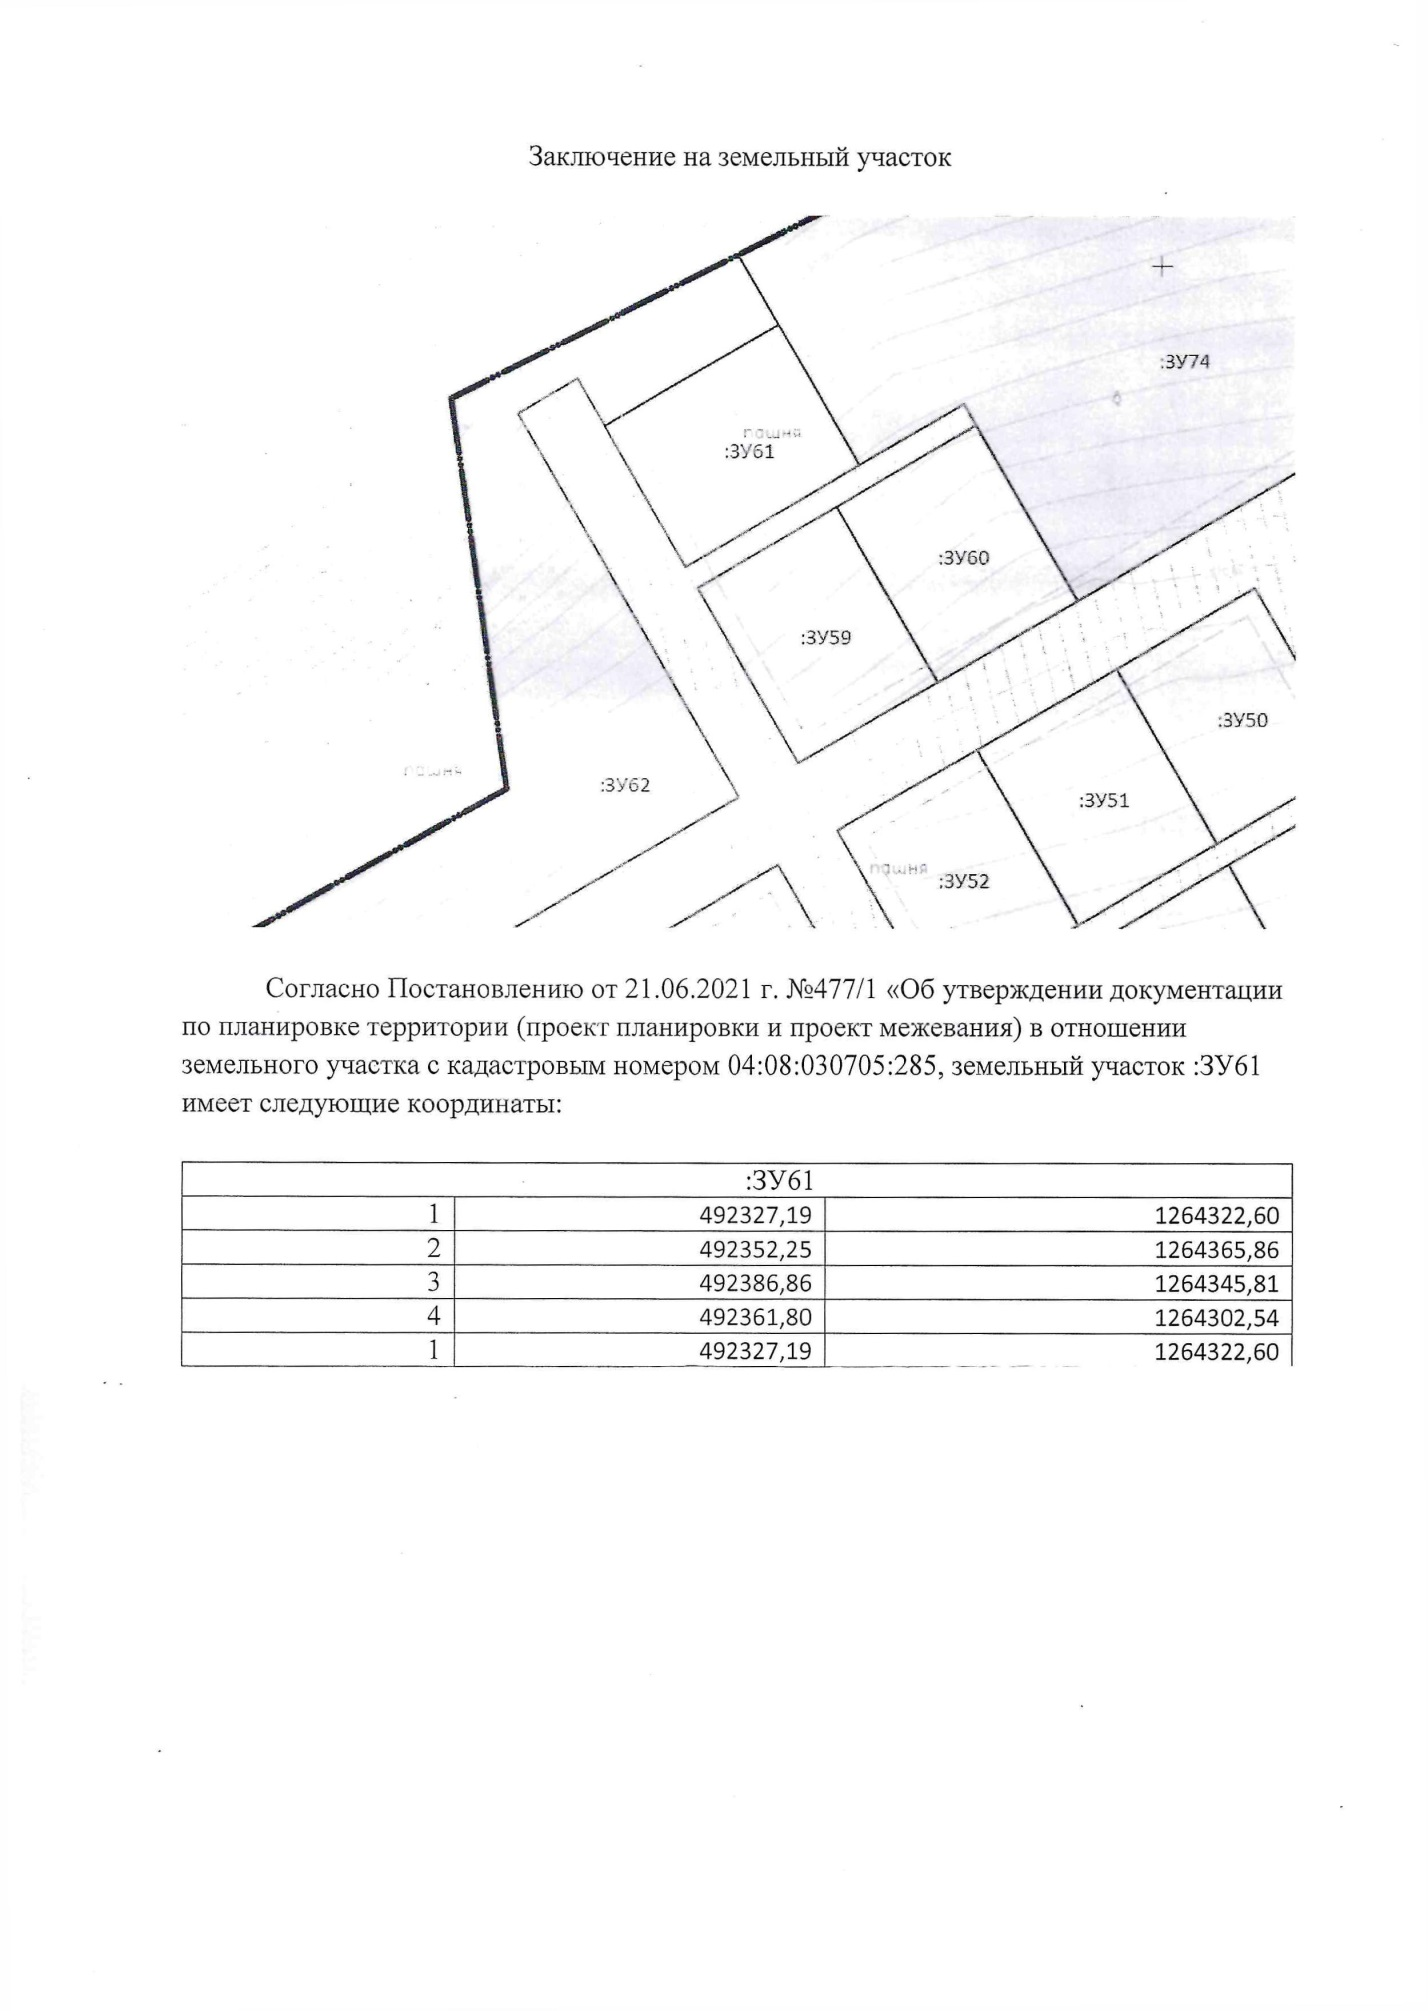 Заключение на земельный участок
:ЗУ74
пашня
:ЗУ61
:ЗУ60
:ЗУ59
:ЗУ50
пашня
:ЗУ62
:ЗУ51
пашня
:ЗУ52
Согласно Постановлению от 21.06.2021 г. №477/1 «Об утверждении документации
по планировке территории (проект планировки и проект межевания) в отношении
земельного участка с кадастровым номером 04:08:030705:285, земельный участок :ЗУ61
имеет следующие координаты:
:ЗУ61
1 492327,19 1264322,60
2 492352,25 1264365,86
3 492386,86 1264345,81
4 492361,80 1264302,54
1 492327,19 1264322,60